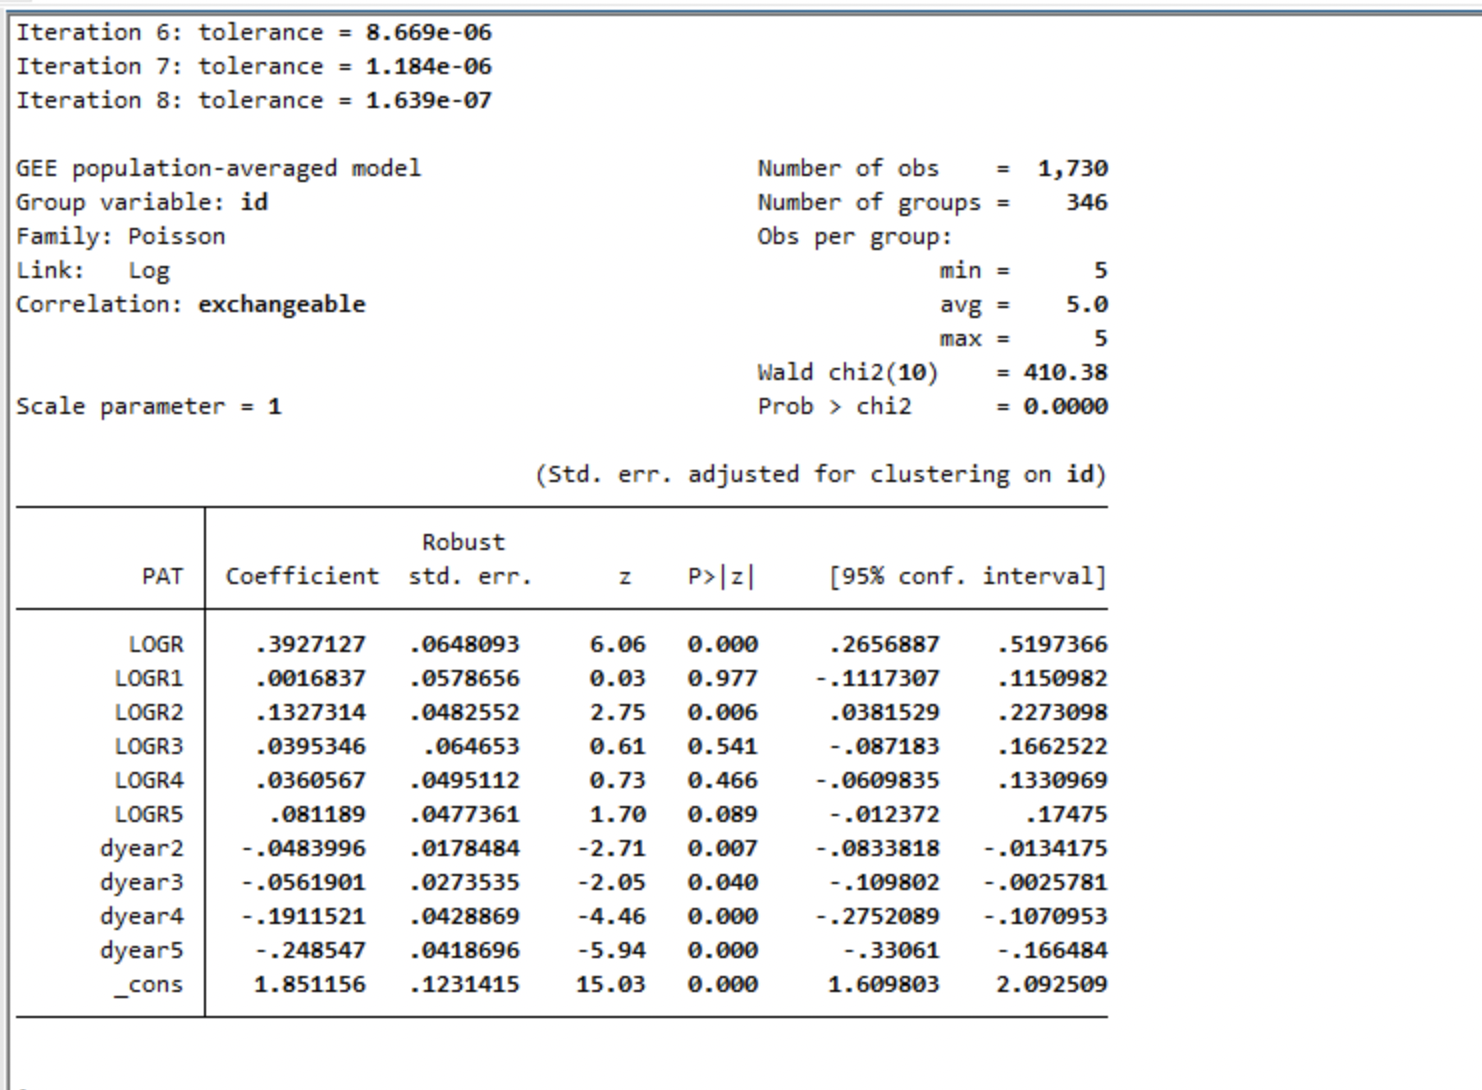 Iteration 6: tolerance = 8.669e-06
Iteration 7: tolerance = 1.184e-06
Iteration 8: tolerance = 1.639e-07
GEE population-averaged model Number of obs = 1,730
Group variable: id Number of groups = 346
Family: Poisson Obs per group:
Link: Log min = 5
Correlation: exchangeable avg = 5.0
max = 5
Wald chi2(10) = 410.38
Scale parameter = 1 Prob > chi2 = 0.0000
(Std. err. adjusted for clustering on id)
Robust
PAT Coefficient std. err. z P>|z| [95% conf. interval]
LOGR .3927127 .0648093 6.06 0.000 .2656887 .5197366
LOGR1 .0016837 .0578656 0.03 0.977 -.1117307 .1150982
LOGR2 .1327314 .0482552 2.75 0.006 .0381529 .2273098
LOGR3 .0395346 .064653 0.61 0.541 -.087183 .1662522
LOGR4 .0360567 .0495112 0.73 0.466 -.0609835 .1330969
LOGR5 .081189 .0477361 1.70 0.089 -.012372 .17475
dyear2 -.0483996 .0178484 -2.71 0.007 -.0833818 -.0134175
dyear3 -.0561901 .0273535 -2.05 0.040 -.109802 -.0025781
dyear4 -.1911521 .0428869 -4.46 0.000 -.2752089 -.1070953
dyear5 -.248547 .0418696 -5.94 0.000 -.33061 -.166484
_cons 1.851156 .1231415 15.03 0.000 1.609803 2.092509